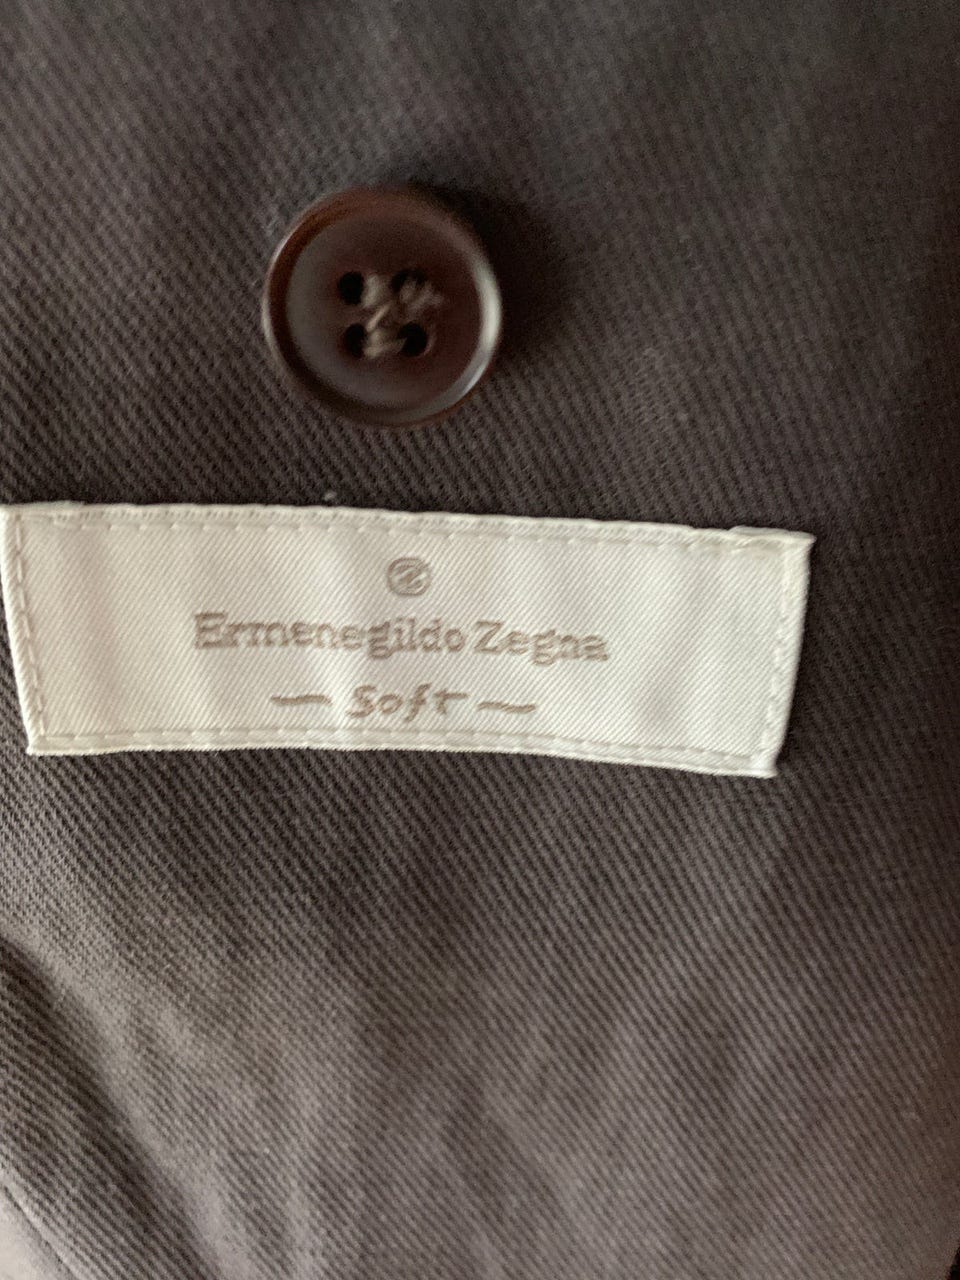 Ermenegildo Zegna
— Soft —